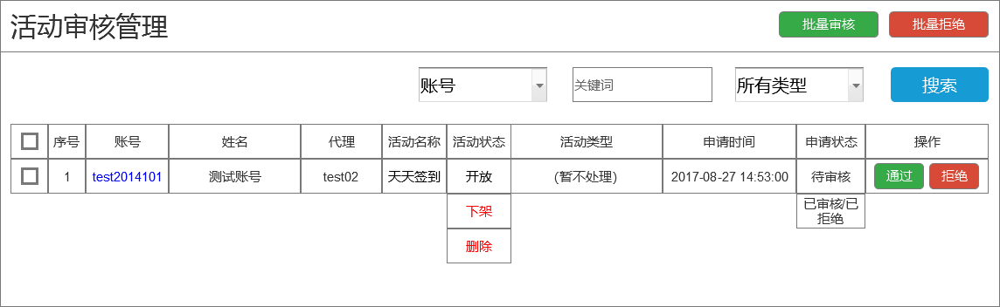 活动审核管理 批量审核 批量拒绝
账号 关键词 所有类型 搜索
序号 账号 姓名 代理 活动名称 活动状态 活动类型 申请时间 申请状态 操作
1 test2014101 测试账号 test02 天天签到 开放 (暂不处理) 2017-08-27 14:53:00 待审核 通过 拒绝
下架 已审核/已
拒绝
删除